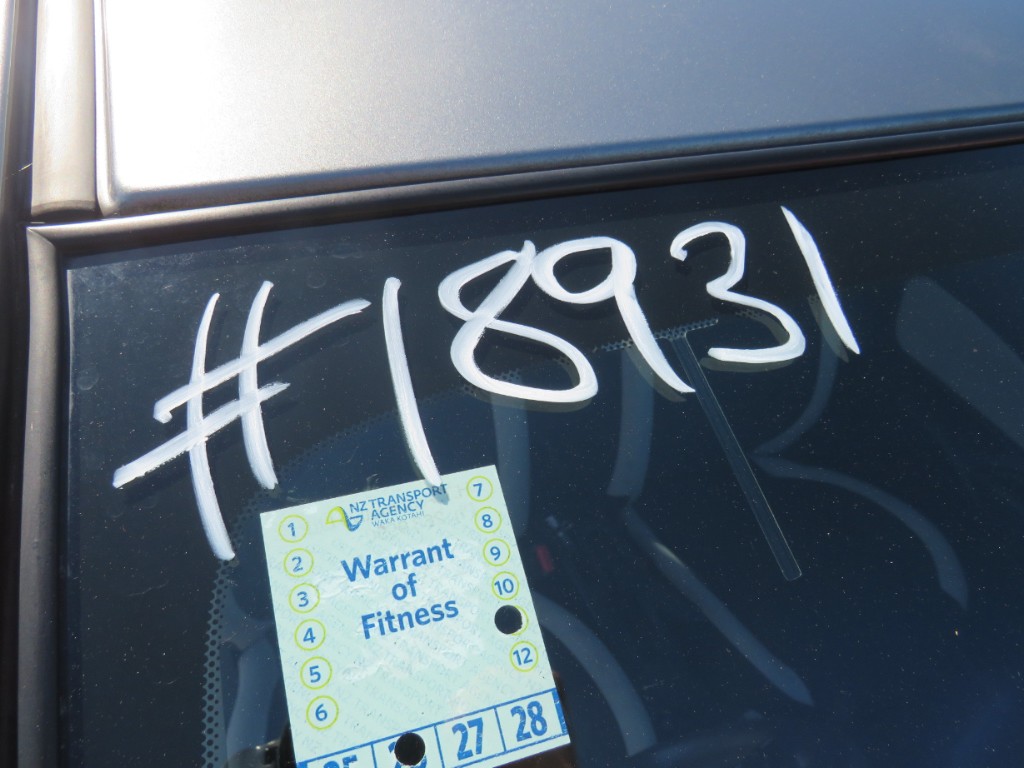 #18931
NZ TRANSPORT
AGENCY
WAKA KOTAHI
Warrant
of
Fitness
1
2
3
4
5
6
7
8
9
10
12
27 28